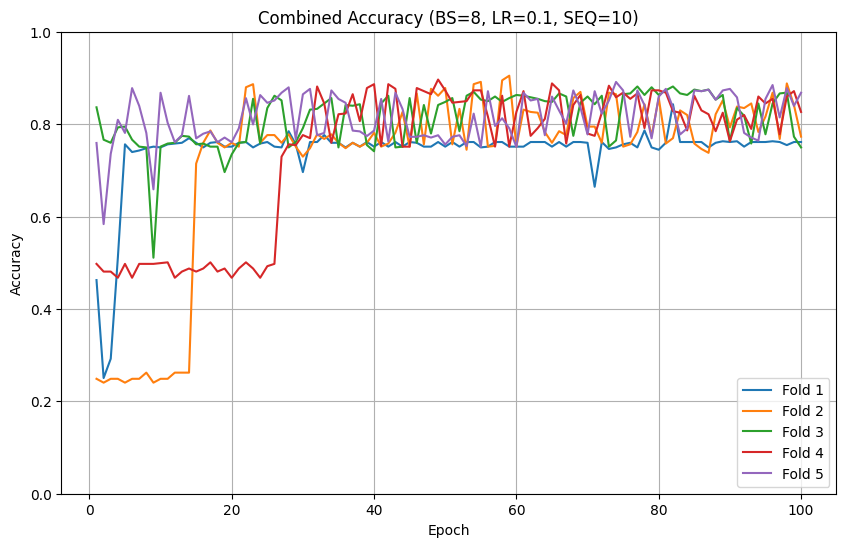 Combined Accuracy (BS=8, LR=0.1, SEQ=10)
1.0
0.8
0.6
0.4
0.2
0.0
Accuracy
0 20 40 60 80 100
Epoch
Fold 1
Fold 2
Fold 3
Fold 4
Fold 5